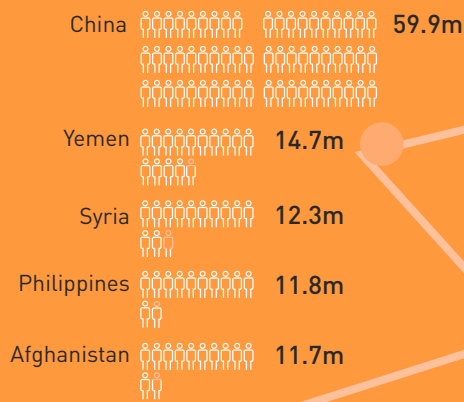 China 59.9m
Yemen 14.7m
Syria 12.3m
Philippines 11.8m
Afghanistan 11.7m